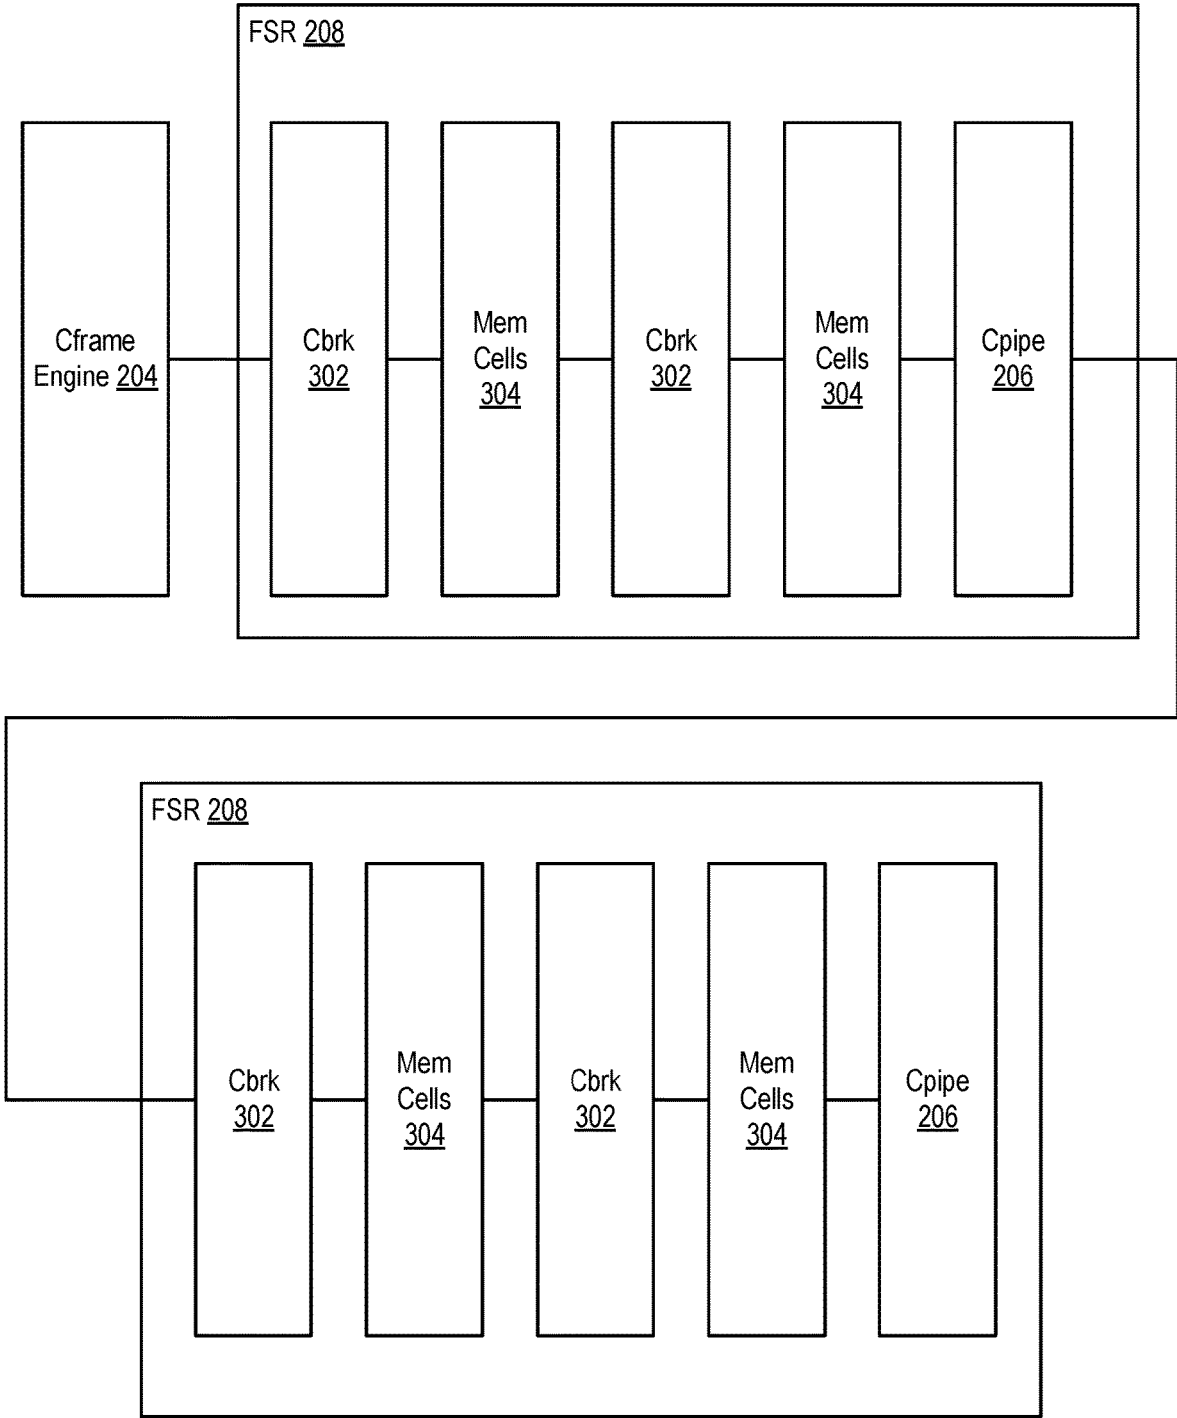 FSR 208
Cframe
Engine 204
Cbrk
302
Mem
Cells
304
Cbrk
302
Mem
Cells
304
Cpipe
206
FSR 208
Cbrk
302
Mem
Cells
304
Cbrk
302
Mem
Cells
304
Cpipe
206